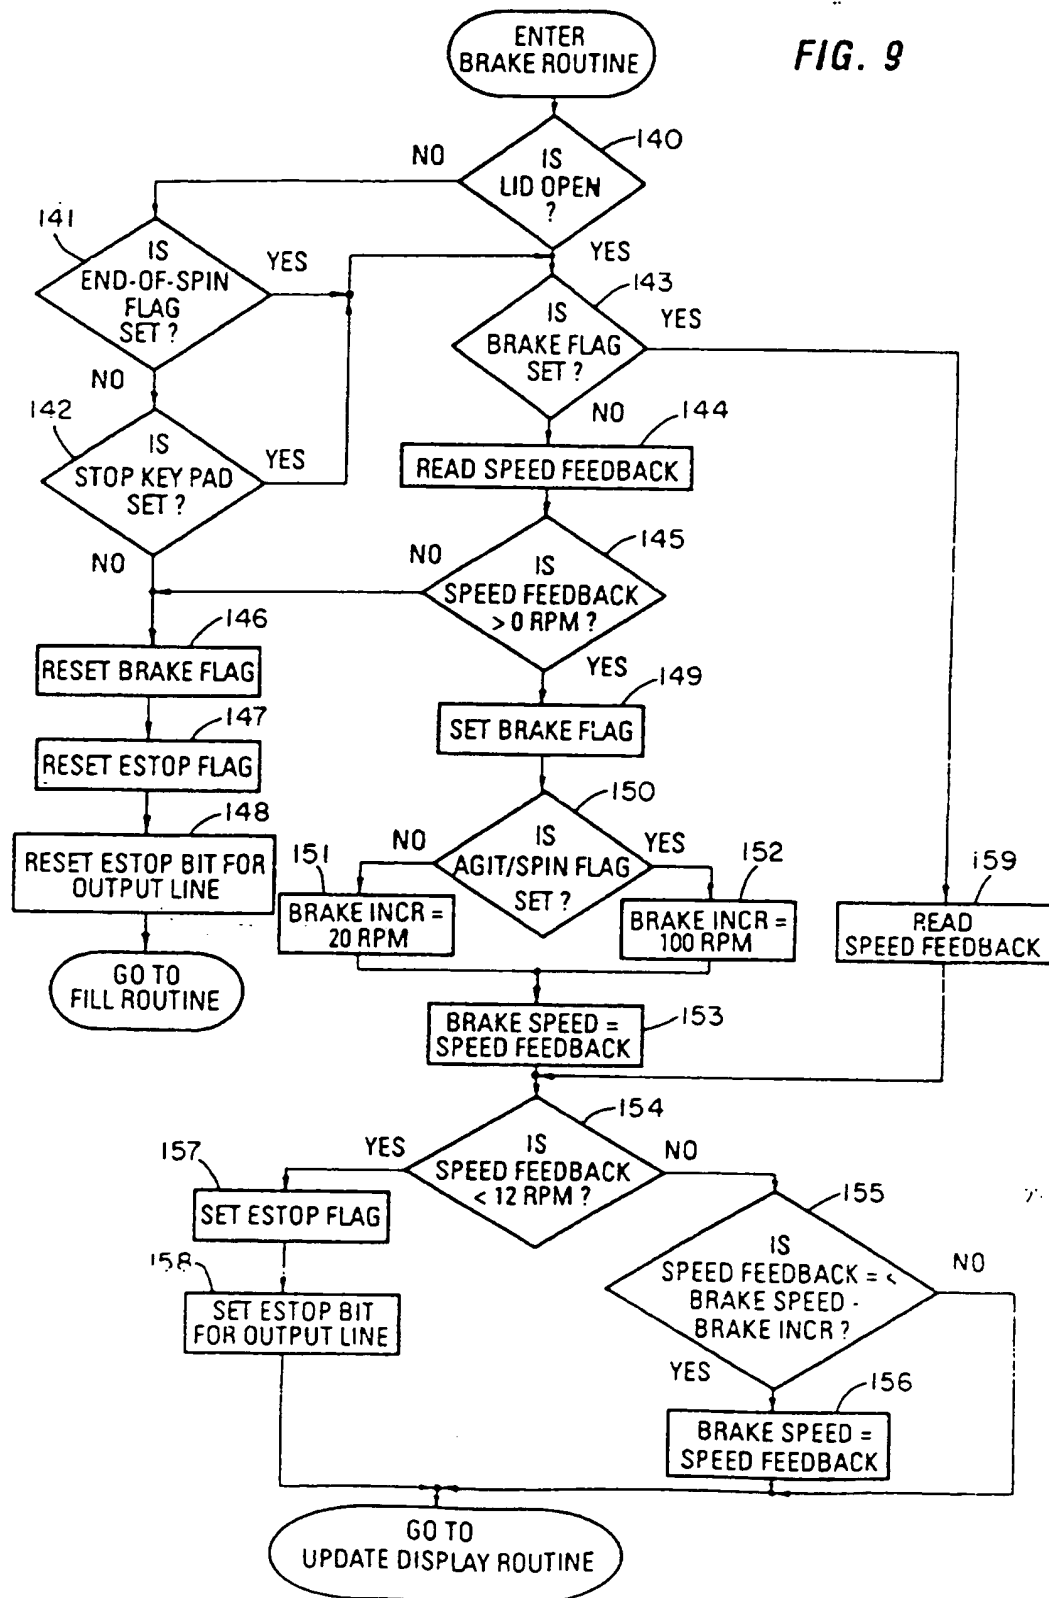 FIG. 9
ENTER
BRAKE ROUTINE
140
IS
LID OPEN
?
NO
YES
141
IS
END-OF-SPIN
FLAG
SET ?
YES
NO
143
IS
BRAKE FLAG
SET ?
YES
NO
142
IS
STOP KEY PAD
SET ?
YES
NO
144
READ SPEED FEEDBACK
145
IS
SPEED FEEDBACK
> 0 RPM ?
NO
YES
146
RESET BRAKE FLAG
149
SET BRAKE FLAG
147
RESET ESTOP FLAG
148
RESET ESTOP BIT FOR
OUTPUT LINE
GO TO
FILL ROUTINE
150
IS
AGIT/SPIN FLAG
SET ?
NO
YES
151
BRAKE INCR =
20 RPM
152
BRAKE INCR =
100 RPM
159
READ
SPEED FEEDBACK
153
BRAKE SPEED =
SPEED FEEDBACK
154
IS
SPEED FEEDBACK
< 12 RPM ?
YES
NO
157
SET ESTOP FLAG
155
IS
SPEED FEEDBACK = <
BRAKE SPEED -
BRAKE INCR ?
NO
YES
158
SET ESTOP BIT
FOR OUTPUT LINE
156
BRAKE SPEED =
SPEED FEEDBACK
GO TO
UPDATE DISPLAY ROUTINE